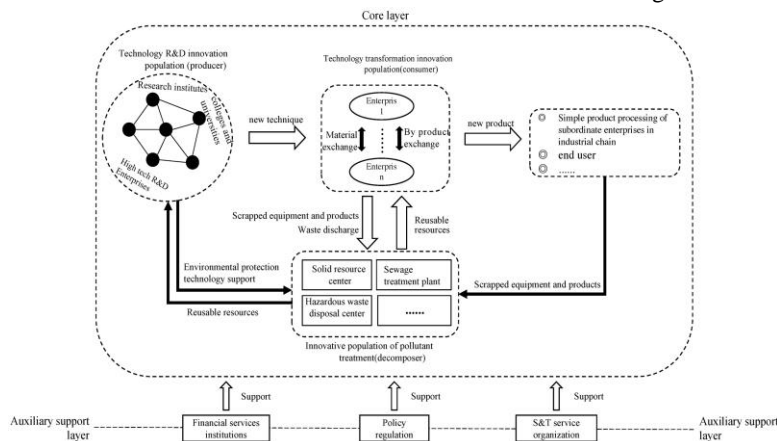 Core layer
Technology R&D innovation
population (producer)
Research institutes
colleges and
universities
High tech R&D
Enterprises
new technique
Technology transformation innovation
population(consumer)
Enterpris
1
Material
exchange
By product
exchange
Enterpris
n
new product
Simple product processing of
subordinate enterprises in
industrial chain
end user
......
Scrapped equipment and products
Waste discharge
Reusable
resources
Environmental protection
technology support
Reusable resources
Solid resource
center
Sewage
treatment plant
Hazardous waste
disposal center
......
Scrapped equipment and products
Innovative population of pollutant
treatment(decomposer)
Support
Support
Support
Auxiliary support
layer
Financial services
institutions
Policy
regulation
S&T service
organization
Auxiliary support
layer